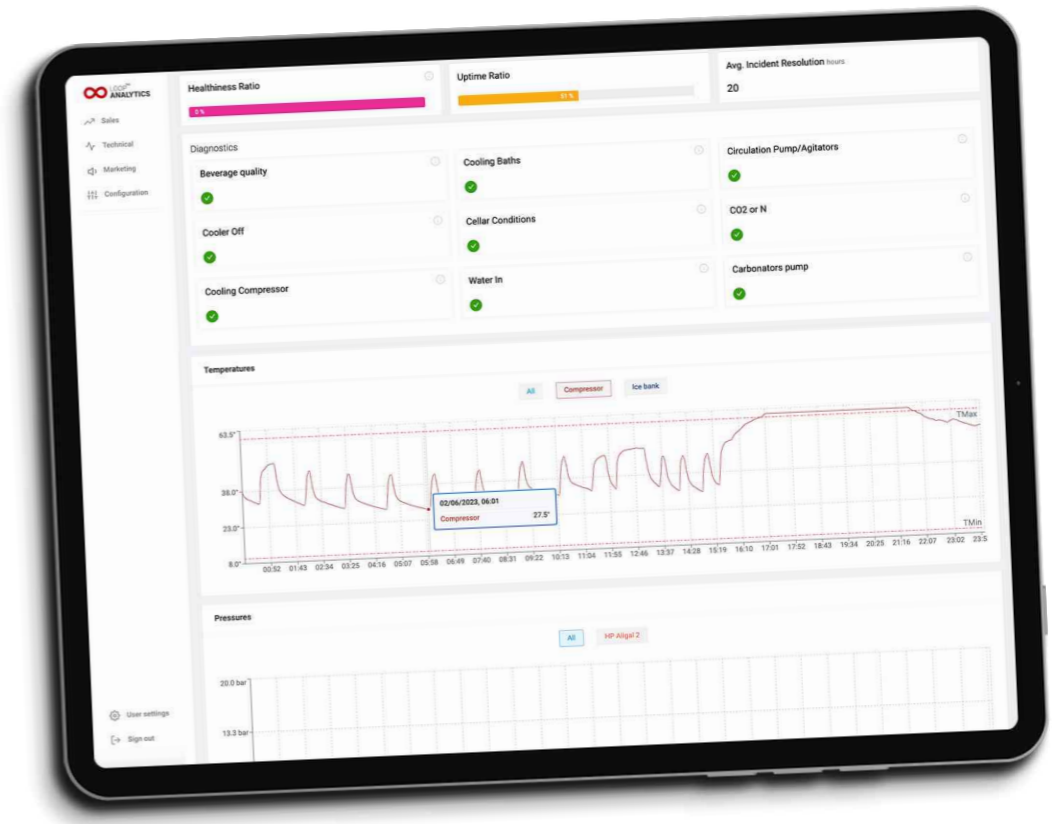 LOOP
ANALYTICS
Sales
Technical
Marketing
Configuration
User settings
Sign out
Healthiness Ratio
Uptime Ratio
51 %
Avg. Incident Resolution hours
20
Diagnostics
Beverage quality
Cooling Baths
Circulation Pump/Agitators
Cooler Off
Cellar Conditions
CO2 or N
Cooling Compressor
Water In
Carbonators pump
Temperatures
All
Compressor
Ice bank
63.5°
38.0°
23.0°
8.0°
TMax
TMin
02/06/2023, 06:01
Compressor 27.5°
00:52 01:43 02:34 03:25 04:16 05:07 05:58 06:49 07:40 08:31 09:22 10:13 11:04 11:55 12:46 13:37 14:28 15:19 16:10 17:01 17:52 18:43 19:34 20:25 21:16 22:07 23:02 23:5
Pressures
All
HP Aligal 2
20.0 bar
13.3 bar